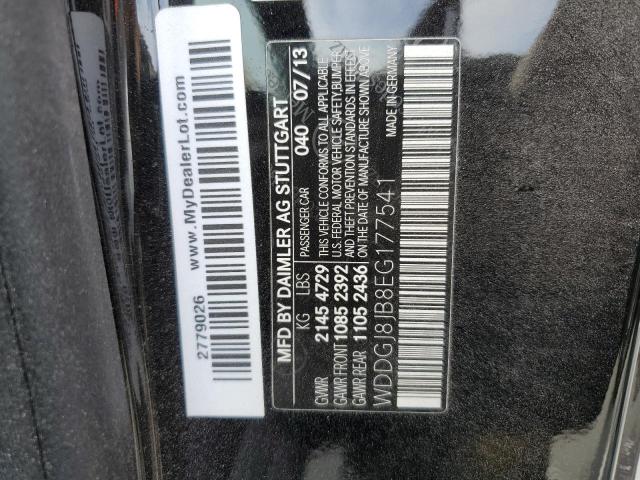 2779026
www.MyDealerLot.com
MFD BY DAIMLER AG STUTTGART
KG LBS PASSENGER CAR 040 07/13
GVWR 2145 4729 THIS VEHICLE CONFORMS TO ALL APPLICABLE
GAWR FRONT 1085 2392 U.S. FEDERAL MOTOR VEHICLE SAFETY, BUMPER,
AND THEFT PREVENTION STANDARDS IN EFFECT
GAWR REAR 1105 2436 ON THE DATE OF MANUFACTURE SHOWN ABOVE
WDDGJ8JB8EG177541 MADE IN GERMANY